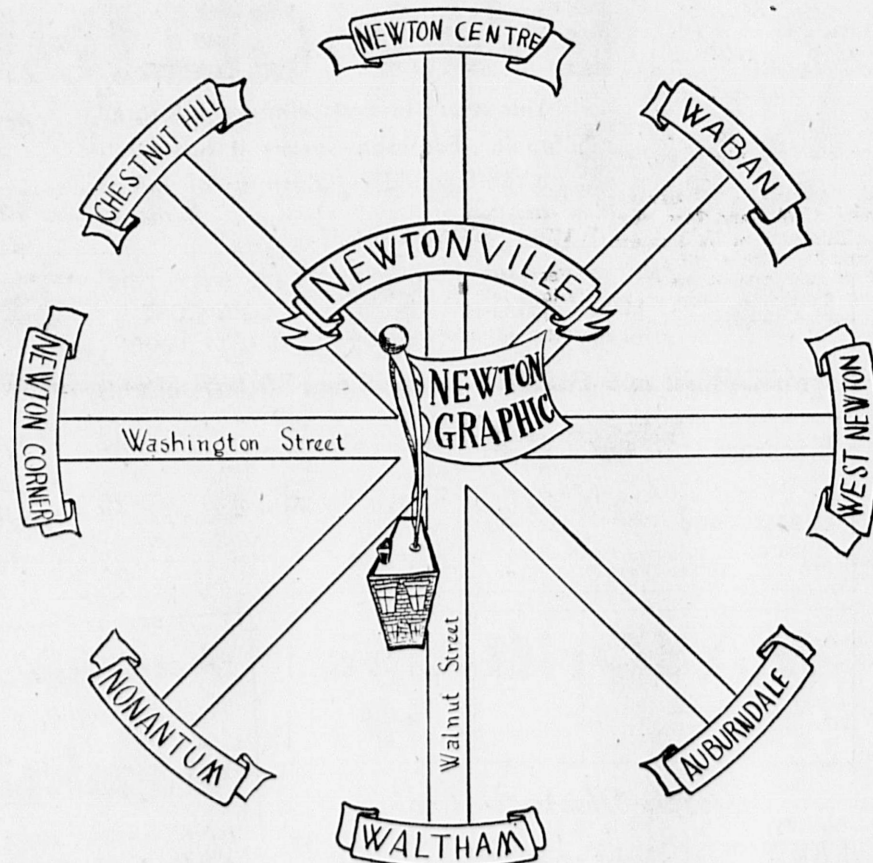 NEWTON CENTRE
CHESTNUT HILL
WABAN
NEWTONVILLE
NEWTON
GRAPHIC
NEWTON CORNER
Washington Street
WEST NEWTON
Walnut Street
NONANTUM
AUBURNDALE
WALTHAM